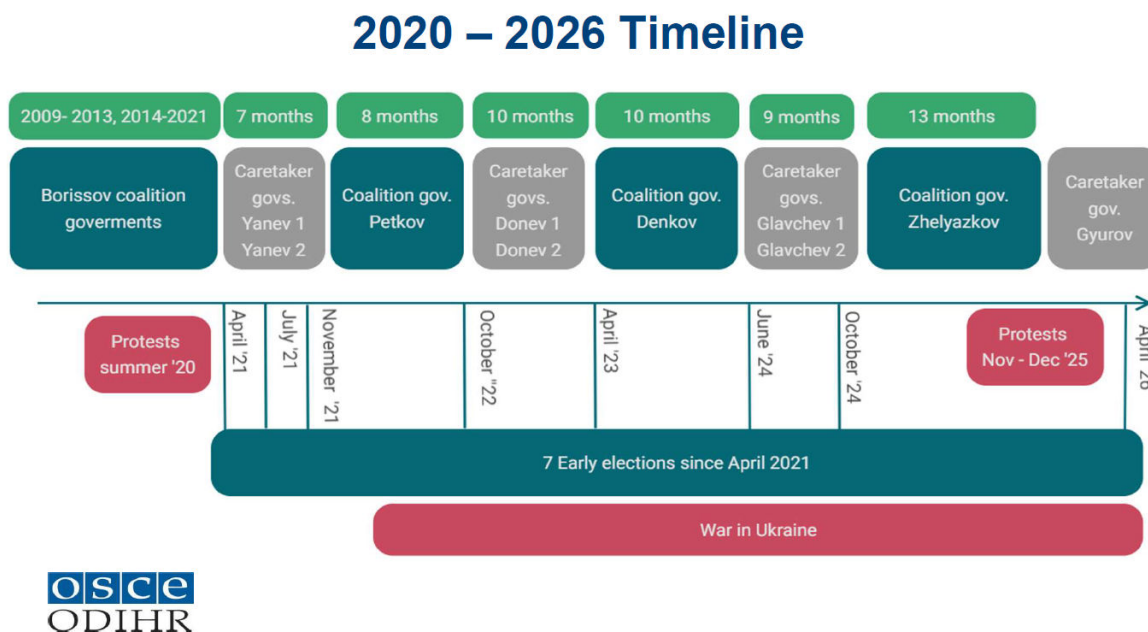 2020 – 2026 Timeline
2009- 2013, 2014-2021
7 months
8 months
10 months
10 months
9 months
13 months
Borissov coalition
goverments
Caretaker
govs.
Yanev 1
Yanev 2
Coalition gov.
Petkov
Caretaker
govs.
Donev 1
Donev 2
Coalition gov.
Denkov
Caretaker
govs.
Glavchev 1
Glavchev 2
Coalition gov.
Zhelyazkov
Caretaker
gov.
Gyurov
Protests
summer '20
April '21
July '21
November '21
October "22
April '23
June '24
October '24
Protests
Nov - Dec '25
April '26
7 Early elections since April 2021
War in Ukraine
osce
ODIHR